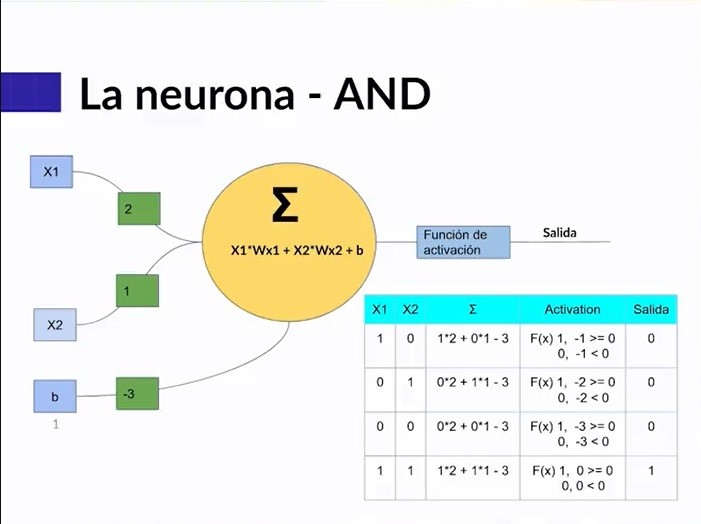 La neurona - AND
X1
2
Σ
X1*Wx1 + X2*Wx2 + b
Función de
activación
Salida
1
X2
b
-3
1
X1 X2 Σ Activation Salida
1 0 1*2 + 0*1 - 3 F(x) 1, -1 >= 0 0
0, -1 < 0
0 1 0*2 + 1*1 - 3 F(x) 1, -2 >= 0 0
0, -2 < 0
0 0 0*2 + 0*1 - 3 F(x) 1, -3 >= 0 0
0, -3 < 0
1 1 1*2 + 1*1 - 3 F(x) 1, 0 >= 0 1
0, 0 < 0